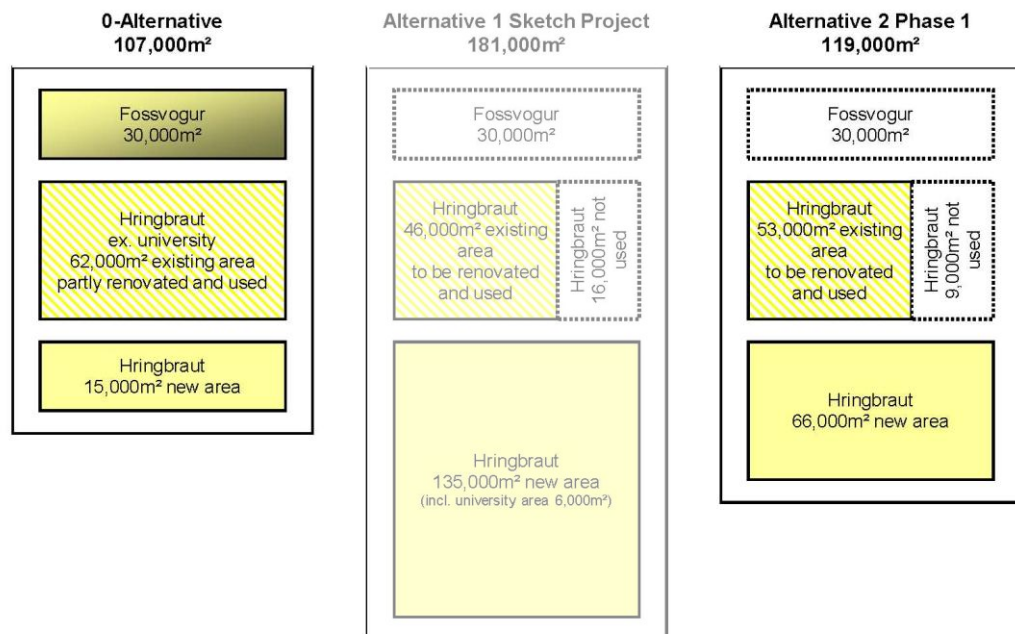 0-Alternative
107,000m²
Fossvogur
30,000m²
Hringbraut
ex. university
62,000m² existing area
partly renovated and used
Hringbraut
15,000m² new area
Alternative 1 Sketch Project
181,000m²
Fossvogur
30,000m²
Hringbraut
46,000m² existing
area
to be renovated
and used
Hringbraut
16,000m² not
used
Hringbraut
135,000m² new area
(incl. university area 6,000m²)
Alternative 2 Phase 1
119,000m²
Fossvogur
30,000m²
Hringbraut
53,000m² existing
area
to be renovated
and used
Hringbraut
9,000m² not
used
Hringbraut
66,000m² new area